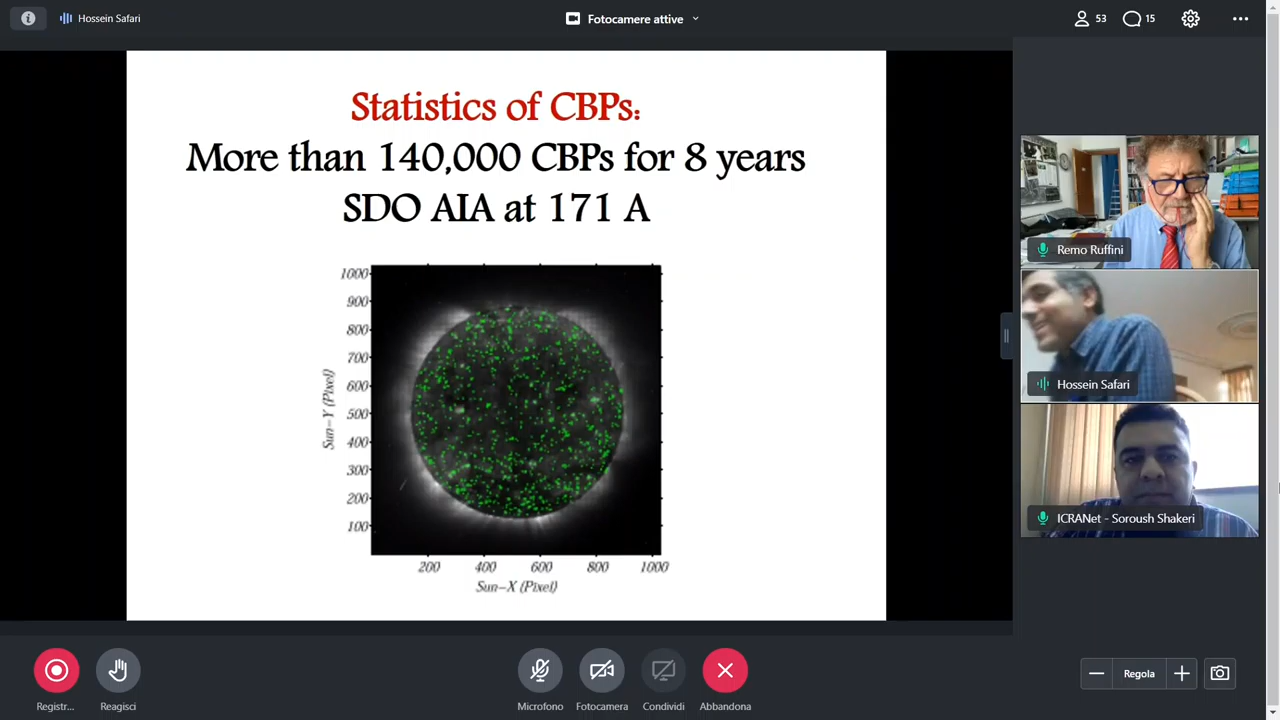 Hossein Safari
Fotocamere attive
53
15
Statistics of CBPs:
More than 140,000 CBPs for 8 years
SDO AIA at 171 A
1000
900
800
700
600
500
400
300
200
100
Sun-Y (Pixel)
200 400 600 800 1000
Sun-X (Pixel)
Remo Ruffini
Hossein Safari
ICRANet - Soroush Shakeri
Registr...
Reagisci
Microfono
Fotocamera
Condividi
Abbandona
Regola